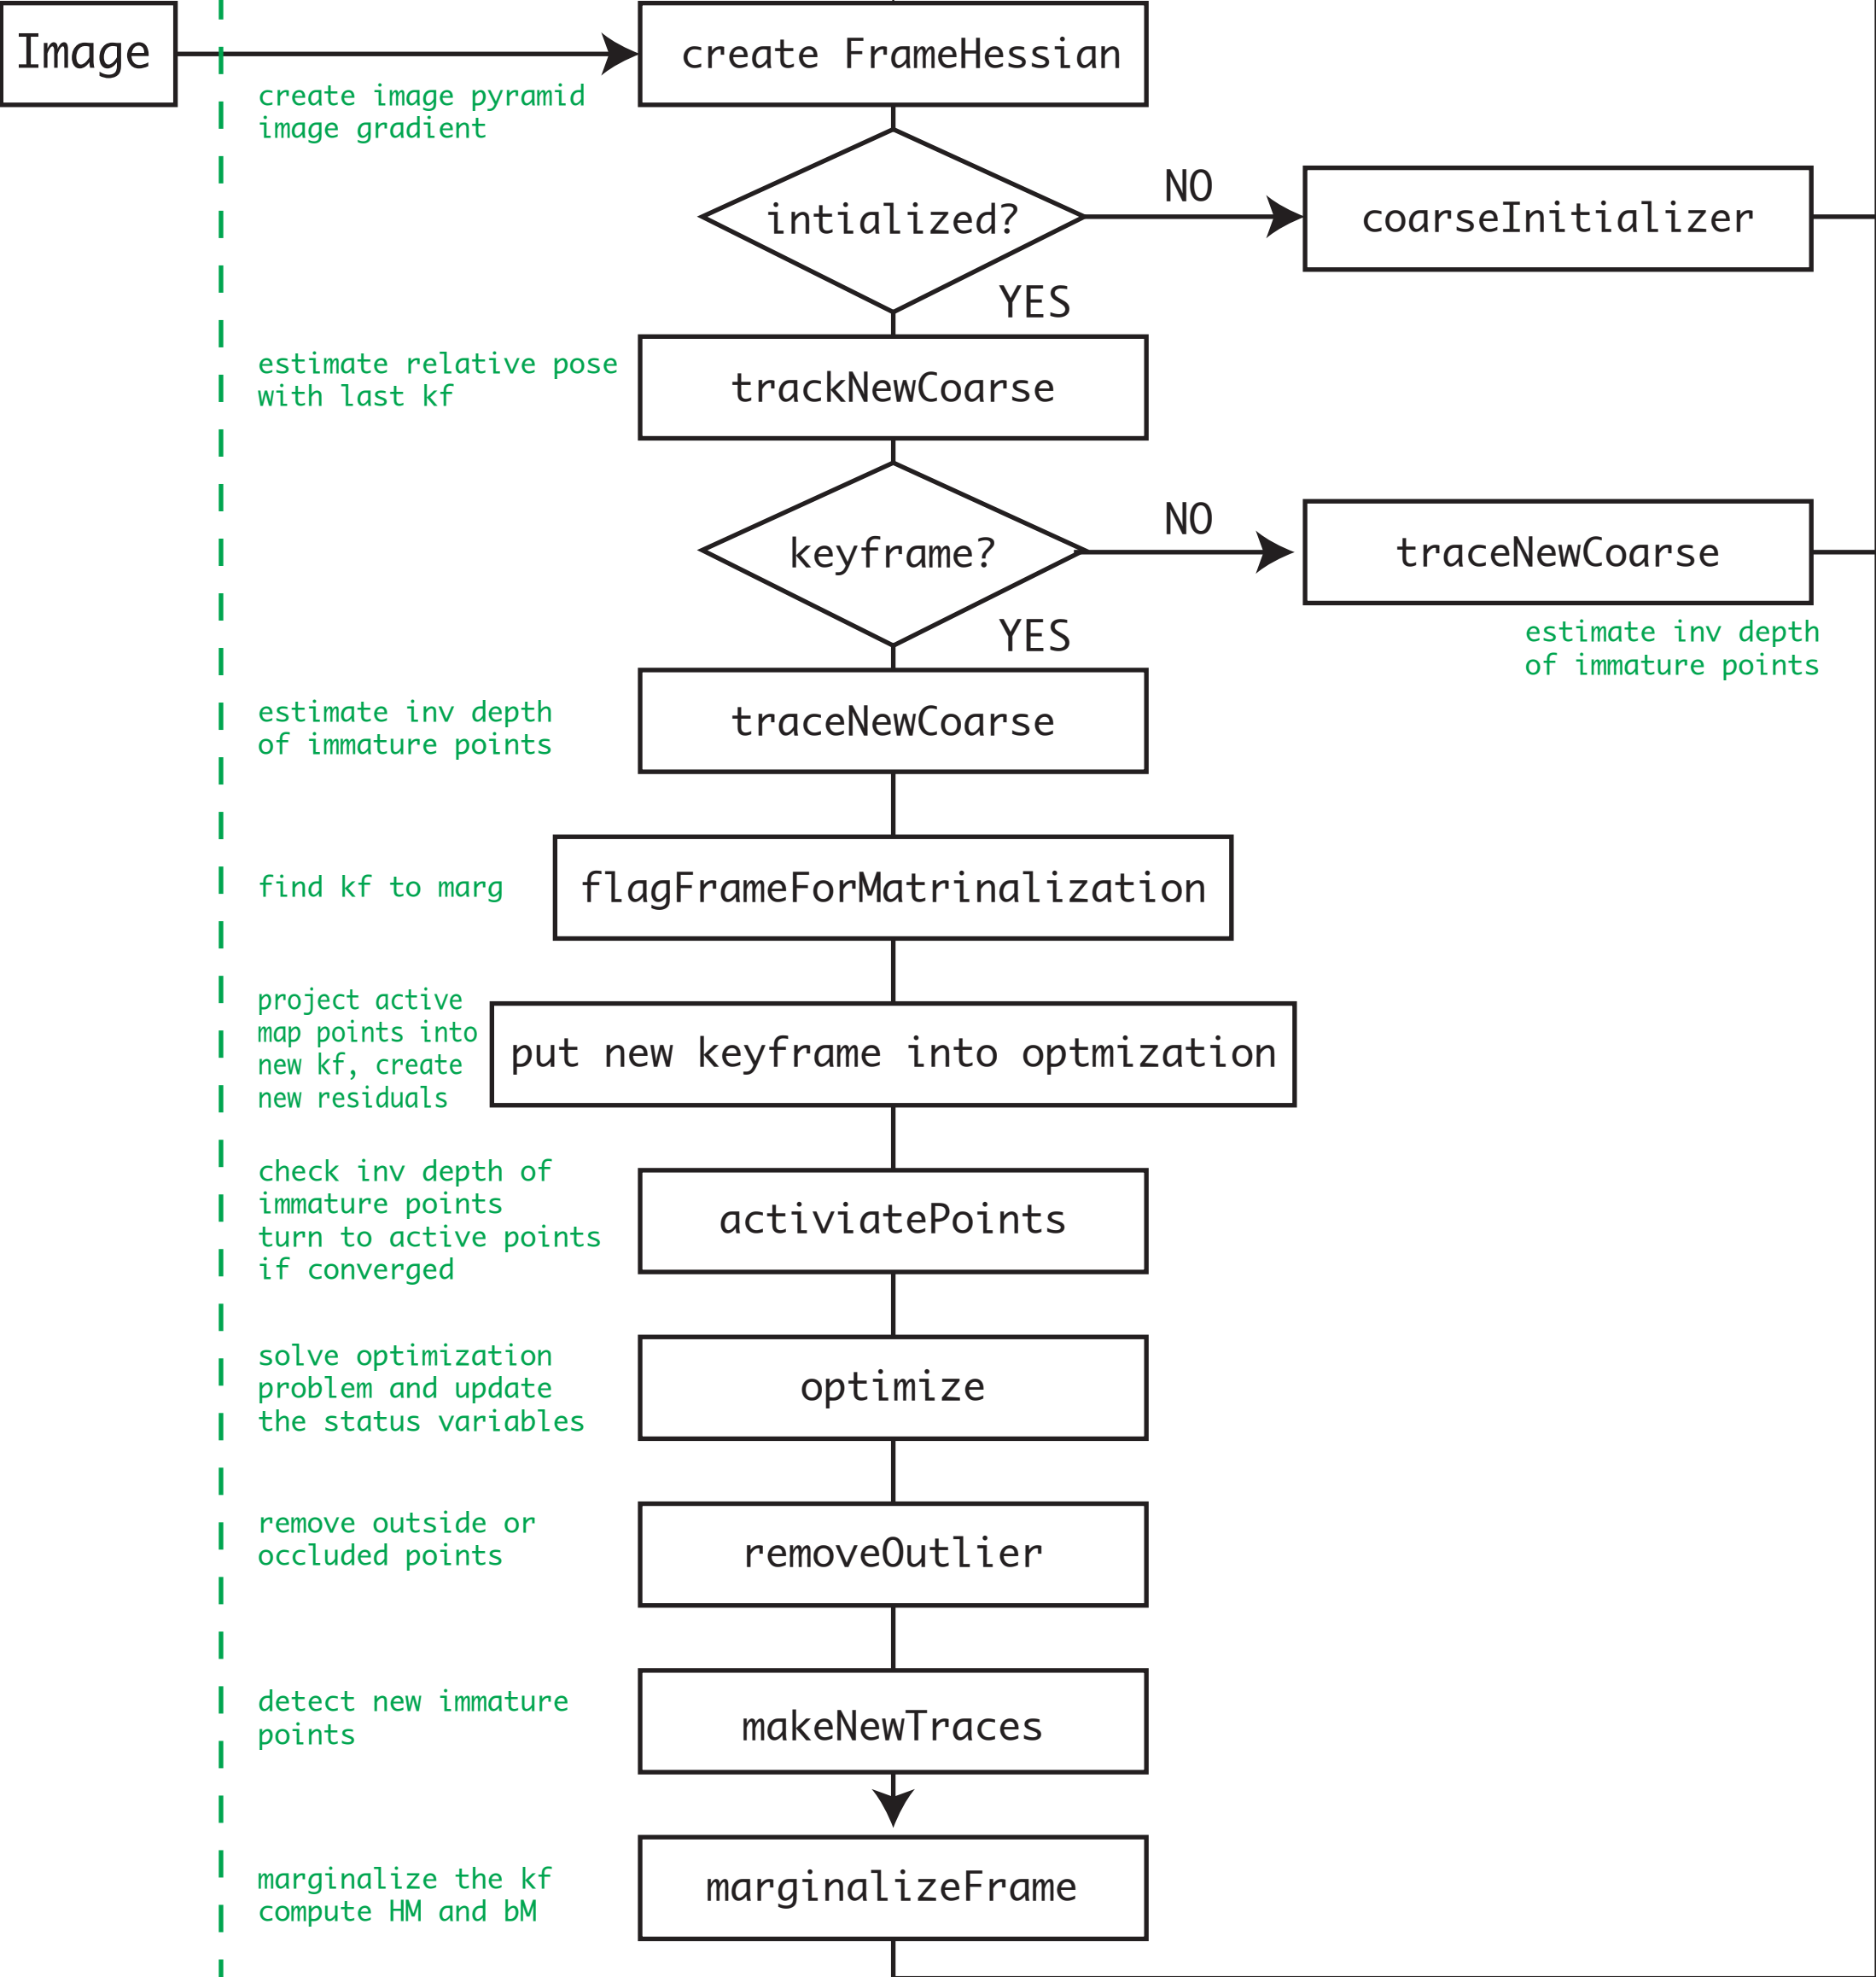 Image
create FrameHessian
create image pyramid
image gradient
intialized?
NO
coarseInitializer
YES
estimate relative pose
with last kf
trackNewCoarse
keyframe?
NO
traceNewCoarse
YES
estimate inv depth
of immature points
estimate inv depth
of immature points
traceNewCoarse
find kf to marg
flagFrameForMatrinalization
project active
map points into
new kf, create
new residuals
put new keyframe into optmization
check inv depth of
immature points
turn to active points
if converged
activiatePoints
solve optimization
problem and update
the status variables
optimize
remove outside or
occluded points
removeOutlier
detect new immature
points
makeNewTraces
marginalize the kf
compute HM and bM
marginalizeFrame